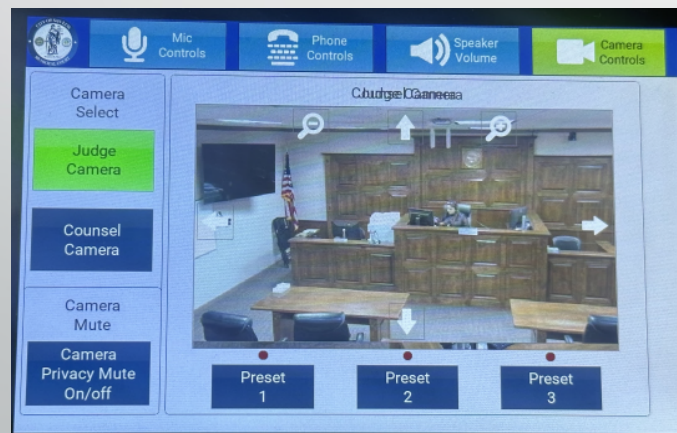 Mic
Controls
Phone
Controls
Speaker
Volume
Camera
Controls
Camera
Select
Judge
Camera
Counsel
Camera
Camera
Mute
Camera
Privacy Mute
On/off
Preset
1
Preset
2
Preset
3